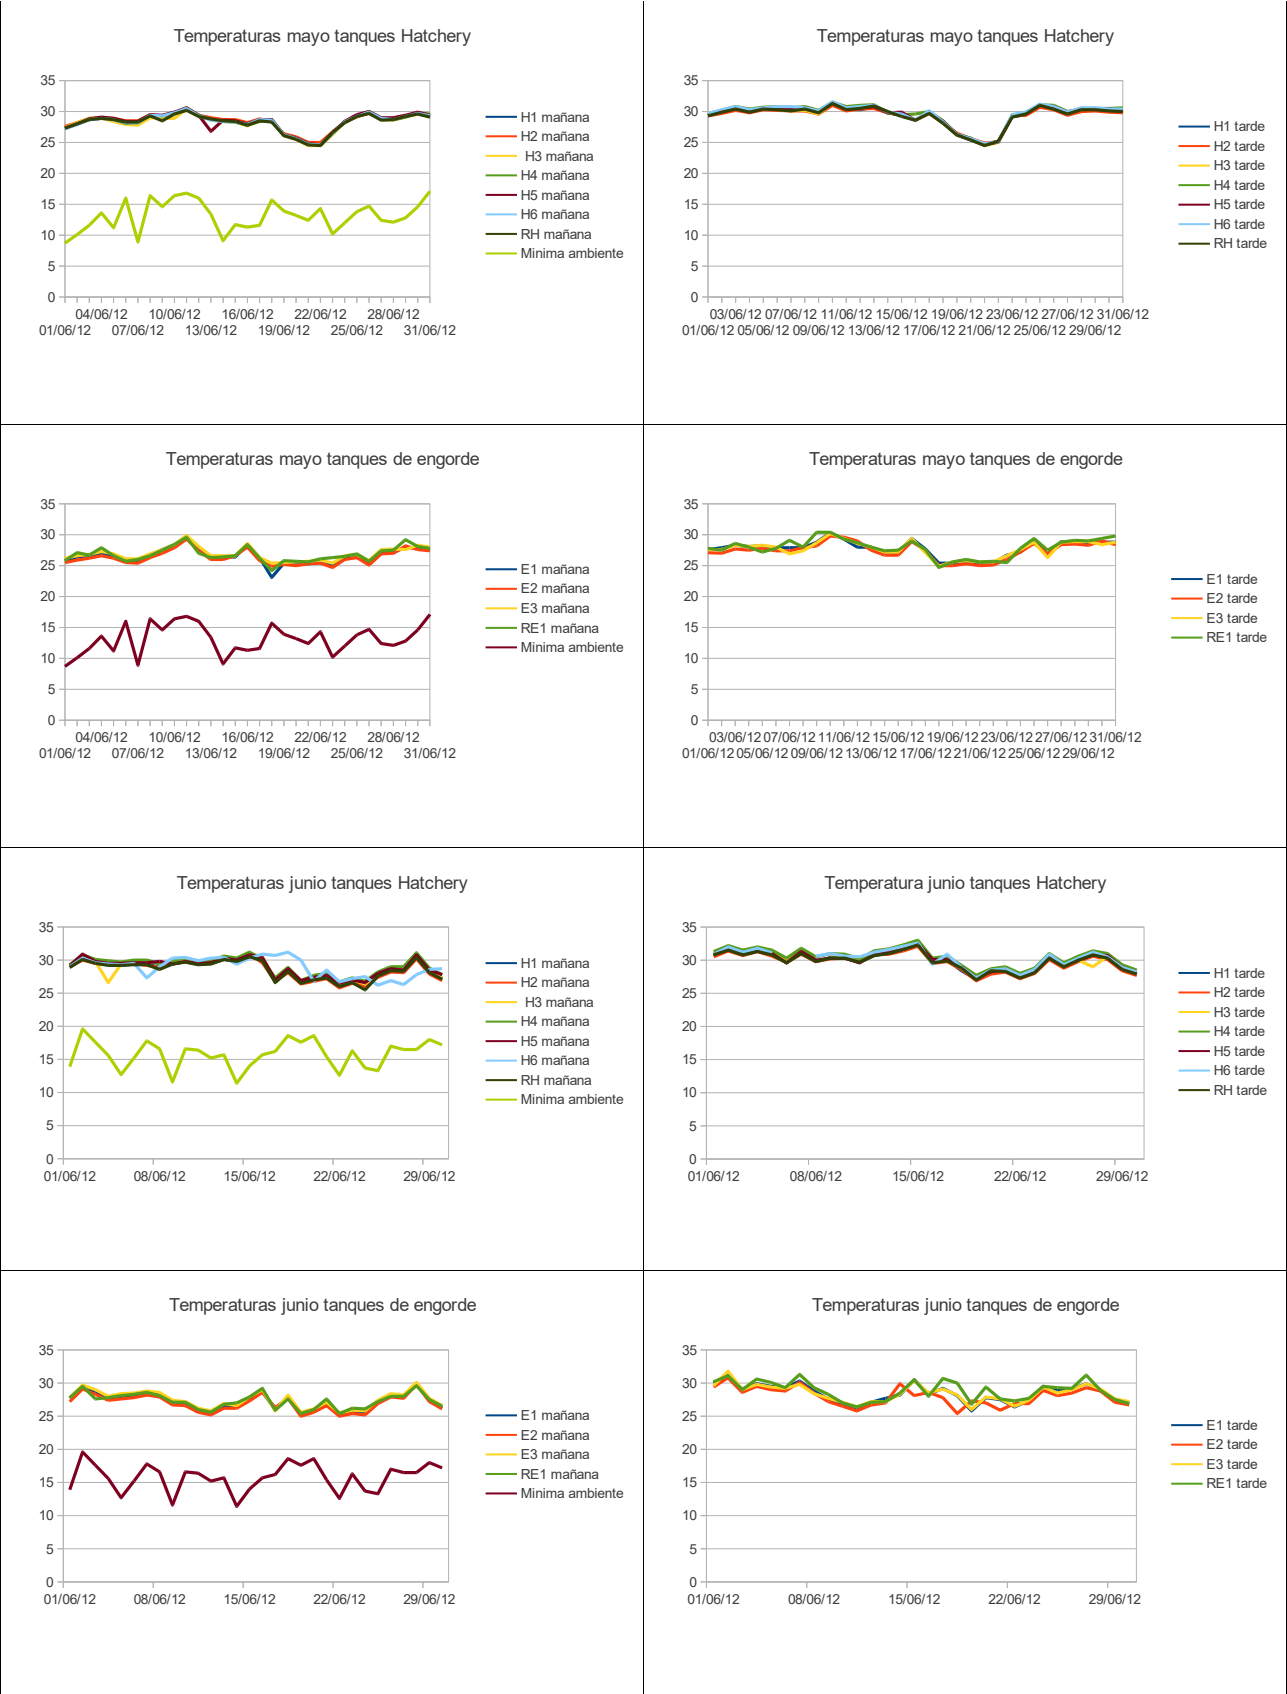 Temperaturas mayo tanques Hatchery
35
30
25
20
15
10
5
0
04/06/12 10/06/12 16/06/12 22/06/12 28/06/12
01/06/12 07/06/12 13/06/12 19/06/12 25/06/12 31/06/12
H1 mañana
H2 mañana
H3 mañana
H4 mañana
H5 mañana
H6 mañana
RH mañana
Minima ambiente
Temperaturas mayo tanques Hatchery
35
30
25
20
15
10
5
0
03/06/12 07/06/12 11/06/12 15/06/12 19/06/12 23/06/12 27/06/12 31/06/12
01/06/12 05/06/12 09/06/12 13/06/12 17/06/12 21/06/12 25/06/12 29/06/12
H1 tarde
H2 tarde
H3 tarde
H4 tarde
H5 tarde
H6 tarde
RH tarde
Temperaturas mayo tanques de engorde
35
30
25
20
15
10
5
0
04/06/12 10/06/12 16/06/12 22/06/12 28/06/12
01/06/12 07/06/12 13/06/12 19/06/12 25/06/12 31/06/12
E1 mañana
E2 mañana
E3 mañana
RE1 mañana
Minima ambiente
Temperaturas mayo tanques de engorde
35
30
25
20
15
10
5
0
03/06/12 07/06/12 11/06/12 15/06/12 19/06/12 23/06/12 27/06/12 31/06/12
01/06/12 05/06/12 09/06/12 13/06/12 17/06/12 21/06/12 25/06/12 29/06/12
E1 tarde
E2 tarde
E3 tarde
RE1 tarde
Temperaturas junio tanques Hatchery
35
30
25
20
15
10
5
0
01/06/12 08/06/12 15/06/12 22/06/12 29/06/12
H1 mañana
H2 mañana
H3 mañana
H4 mañana
H5 mañana
H6 mañana
RH mañana
Minima ambiente
Temperatura junio tanques Hatchery
35
30
25
20
15
10
5
0
01/06/12 08/06/12 15/06/12 22/06/12 29/06/12
H1 tarde
H2 tarde
H3 tarde
H4 tarde
H5 tarde
H6 tarde
RH tarde
Temperaturas junio tanques de engorde
35
30
25
20
15
10
5
0
01/06/12 08/06/12 15/06/12 22/06/12 29/06/12
E1 mañana
E2 mañana
E3 mañana
RE1 mañana
Minima ambiente
Temperaturas junio tanques de engorde
35
30
25
20
15
10
5
0
01/06/12 08/06/12 15/06/12 22/06/12 29/06/12
E1 tarde
E2 tarde
E3 tarde
RE1 tarde